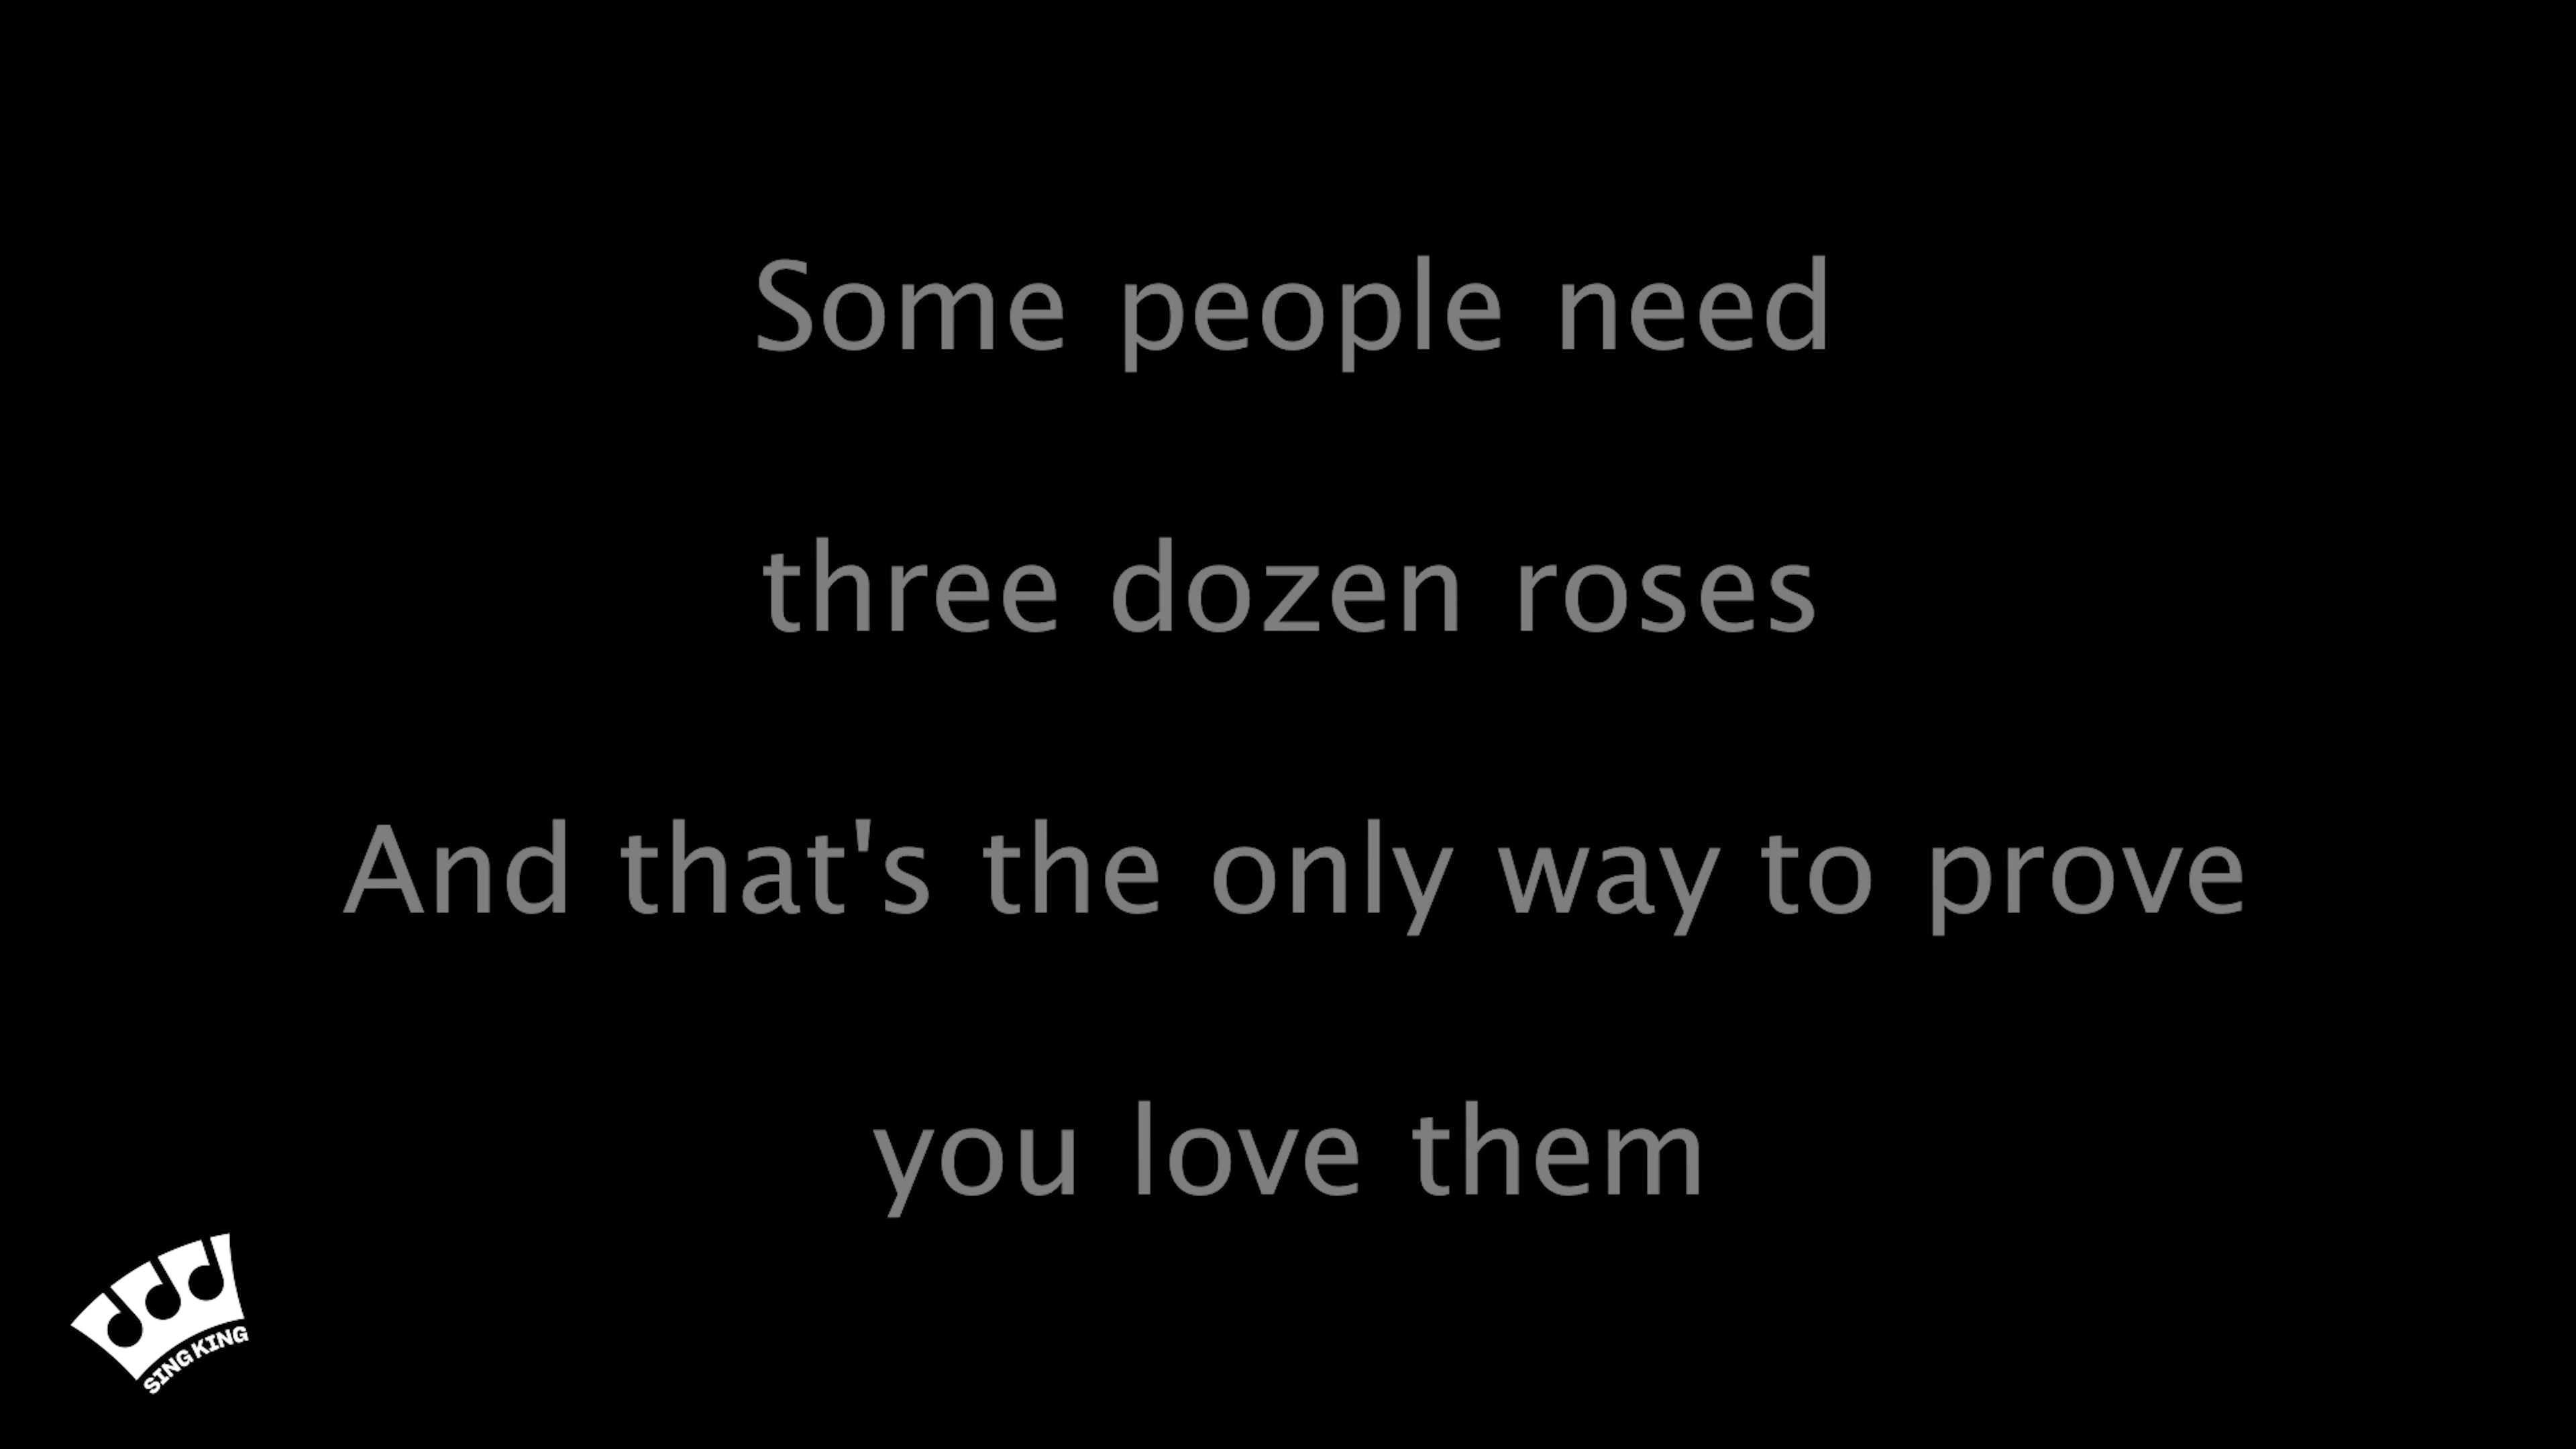 Some people need
three dozen roses
And that's the only way to prove
you love them
SING KING